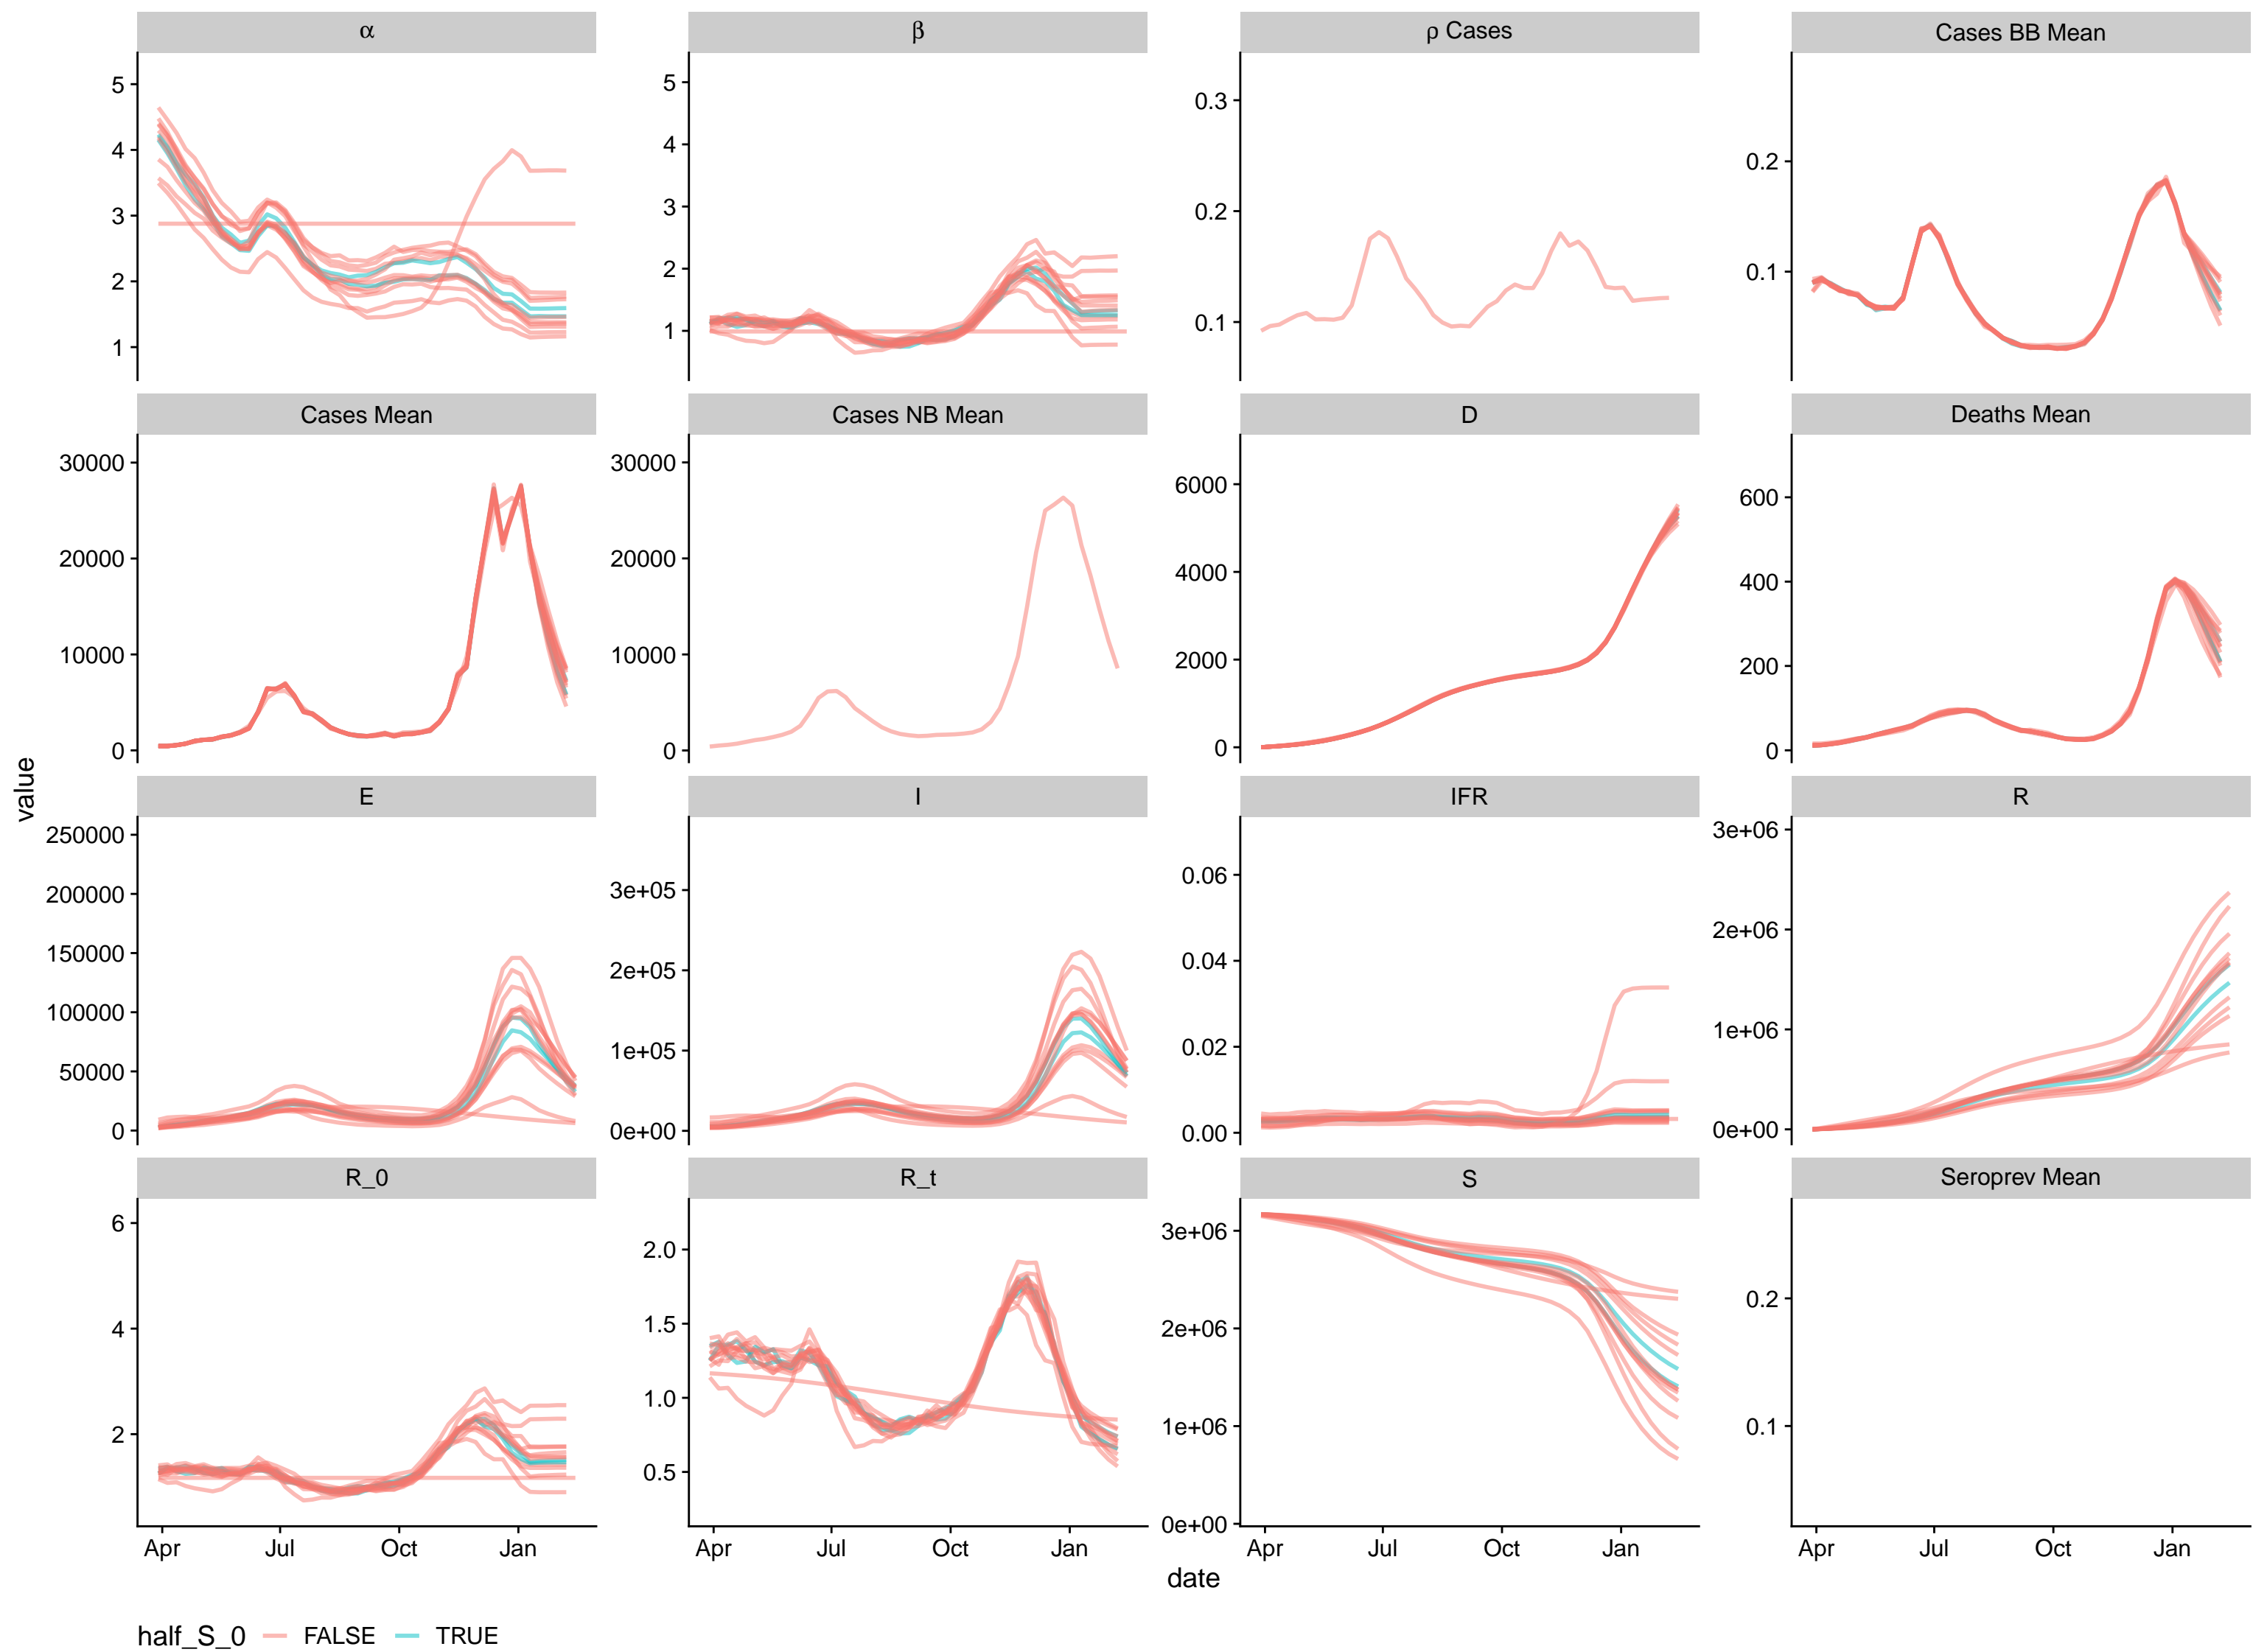 α β ρ Cases Cases BB Mean
5 5 0.3 0.2 0.1
4 4 0.2
3 3 0.1
2 2
1 1
Cases Mean Cases NB Mean D Deaths Mean
30000 30000 6000 600
20000 20000 4000 400
10000 10000 2000 200
0 0 0 0
value
E I IFR R
250000 3e+05 0.06 3e+06
200000 2e+05 0.04 2e+06
150000 1e+05 0.02 1e+06
100000 0e+00 0.00 0e+00
50000
0
R_0 R_t S Seroprev Mean
6 2.0 3e+06 0.2
4 1.5 2e+06 0.1
2 1.0 1e+06
0.5 0e+00
Apr Jul Oct Jan Apr Jul Oct Jan Apr Jul Oct Jan Apr Jul Oct Jan
date
half_S_0 FALSE TRUE